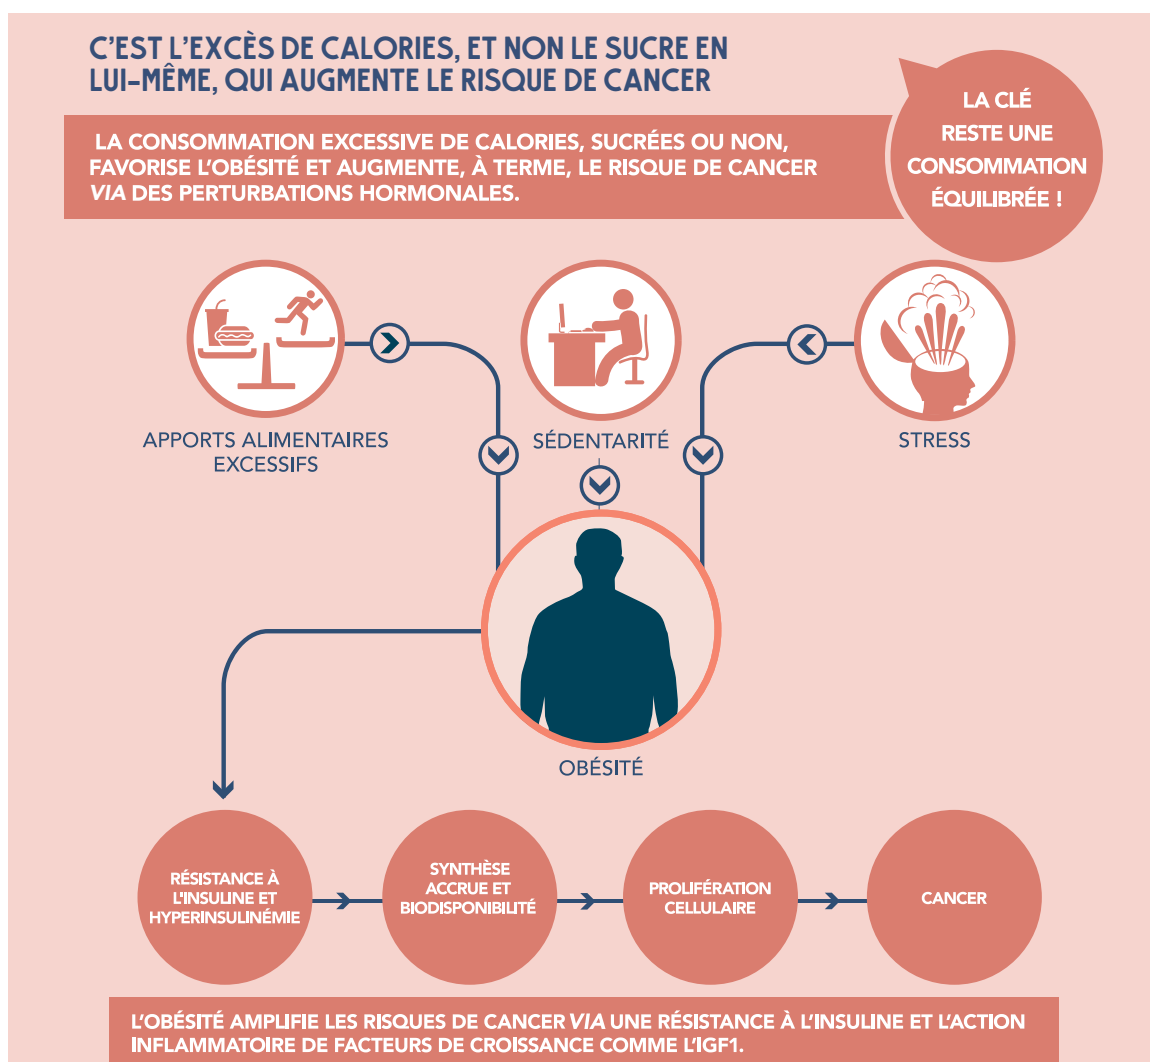 C'EST L'EXCÈS DE CALORIES, ET NON LE SUCRE EN
LUI-MÊME, QUI AUGMENTE LE RISQUE DE CANCER
LA CONSOMMATION EXCESSIVE DE CALORIES, SUCRÉES OU NON,
FAVORISE L'OBÉSITÉ ET AUGMENTE, À TERME, LE RISQUE DE CANCER
VIA DES PERTURBATIONS HORMONALES.
LA CLÉ
RESTE UNE
CONSOMMATION
ÉQUILIBRÉE !
APPORTS ALIMENTAIRES
EXCESSIFS
SÉDENTARITÉ
STRESS
OBÉSITÉ
RÉSISTANCE À
L'INSULINE ET
HYPERINSULINÉMIE
SYNTHÈSE
ACCRUE ET
BIODISPONIBILITÉ
PROLIFÉRATION
CELLULAIRE
CANCER
L'OBÉSITÉ AMPLIFIE LES RISQUES DE CANCER VIA UNE RÉSISTANCE À L'INSULINE ET L'ACTION
INFLAMMATOIRE DE FACTEURS DE CROISSANCE COMME L'IGF1.